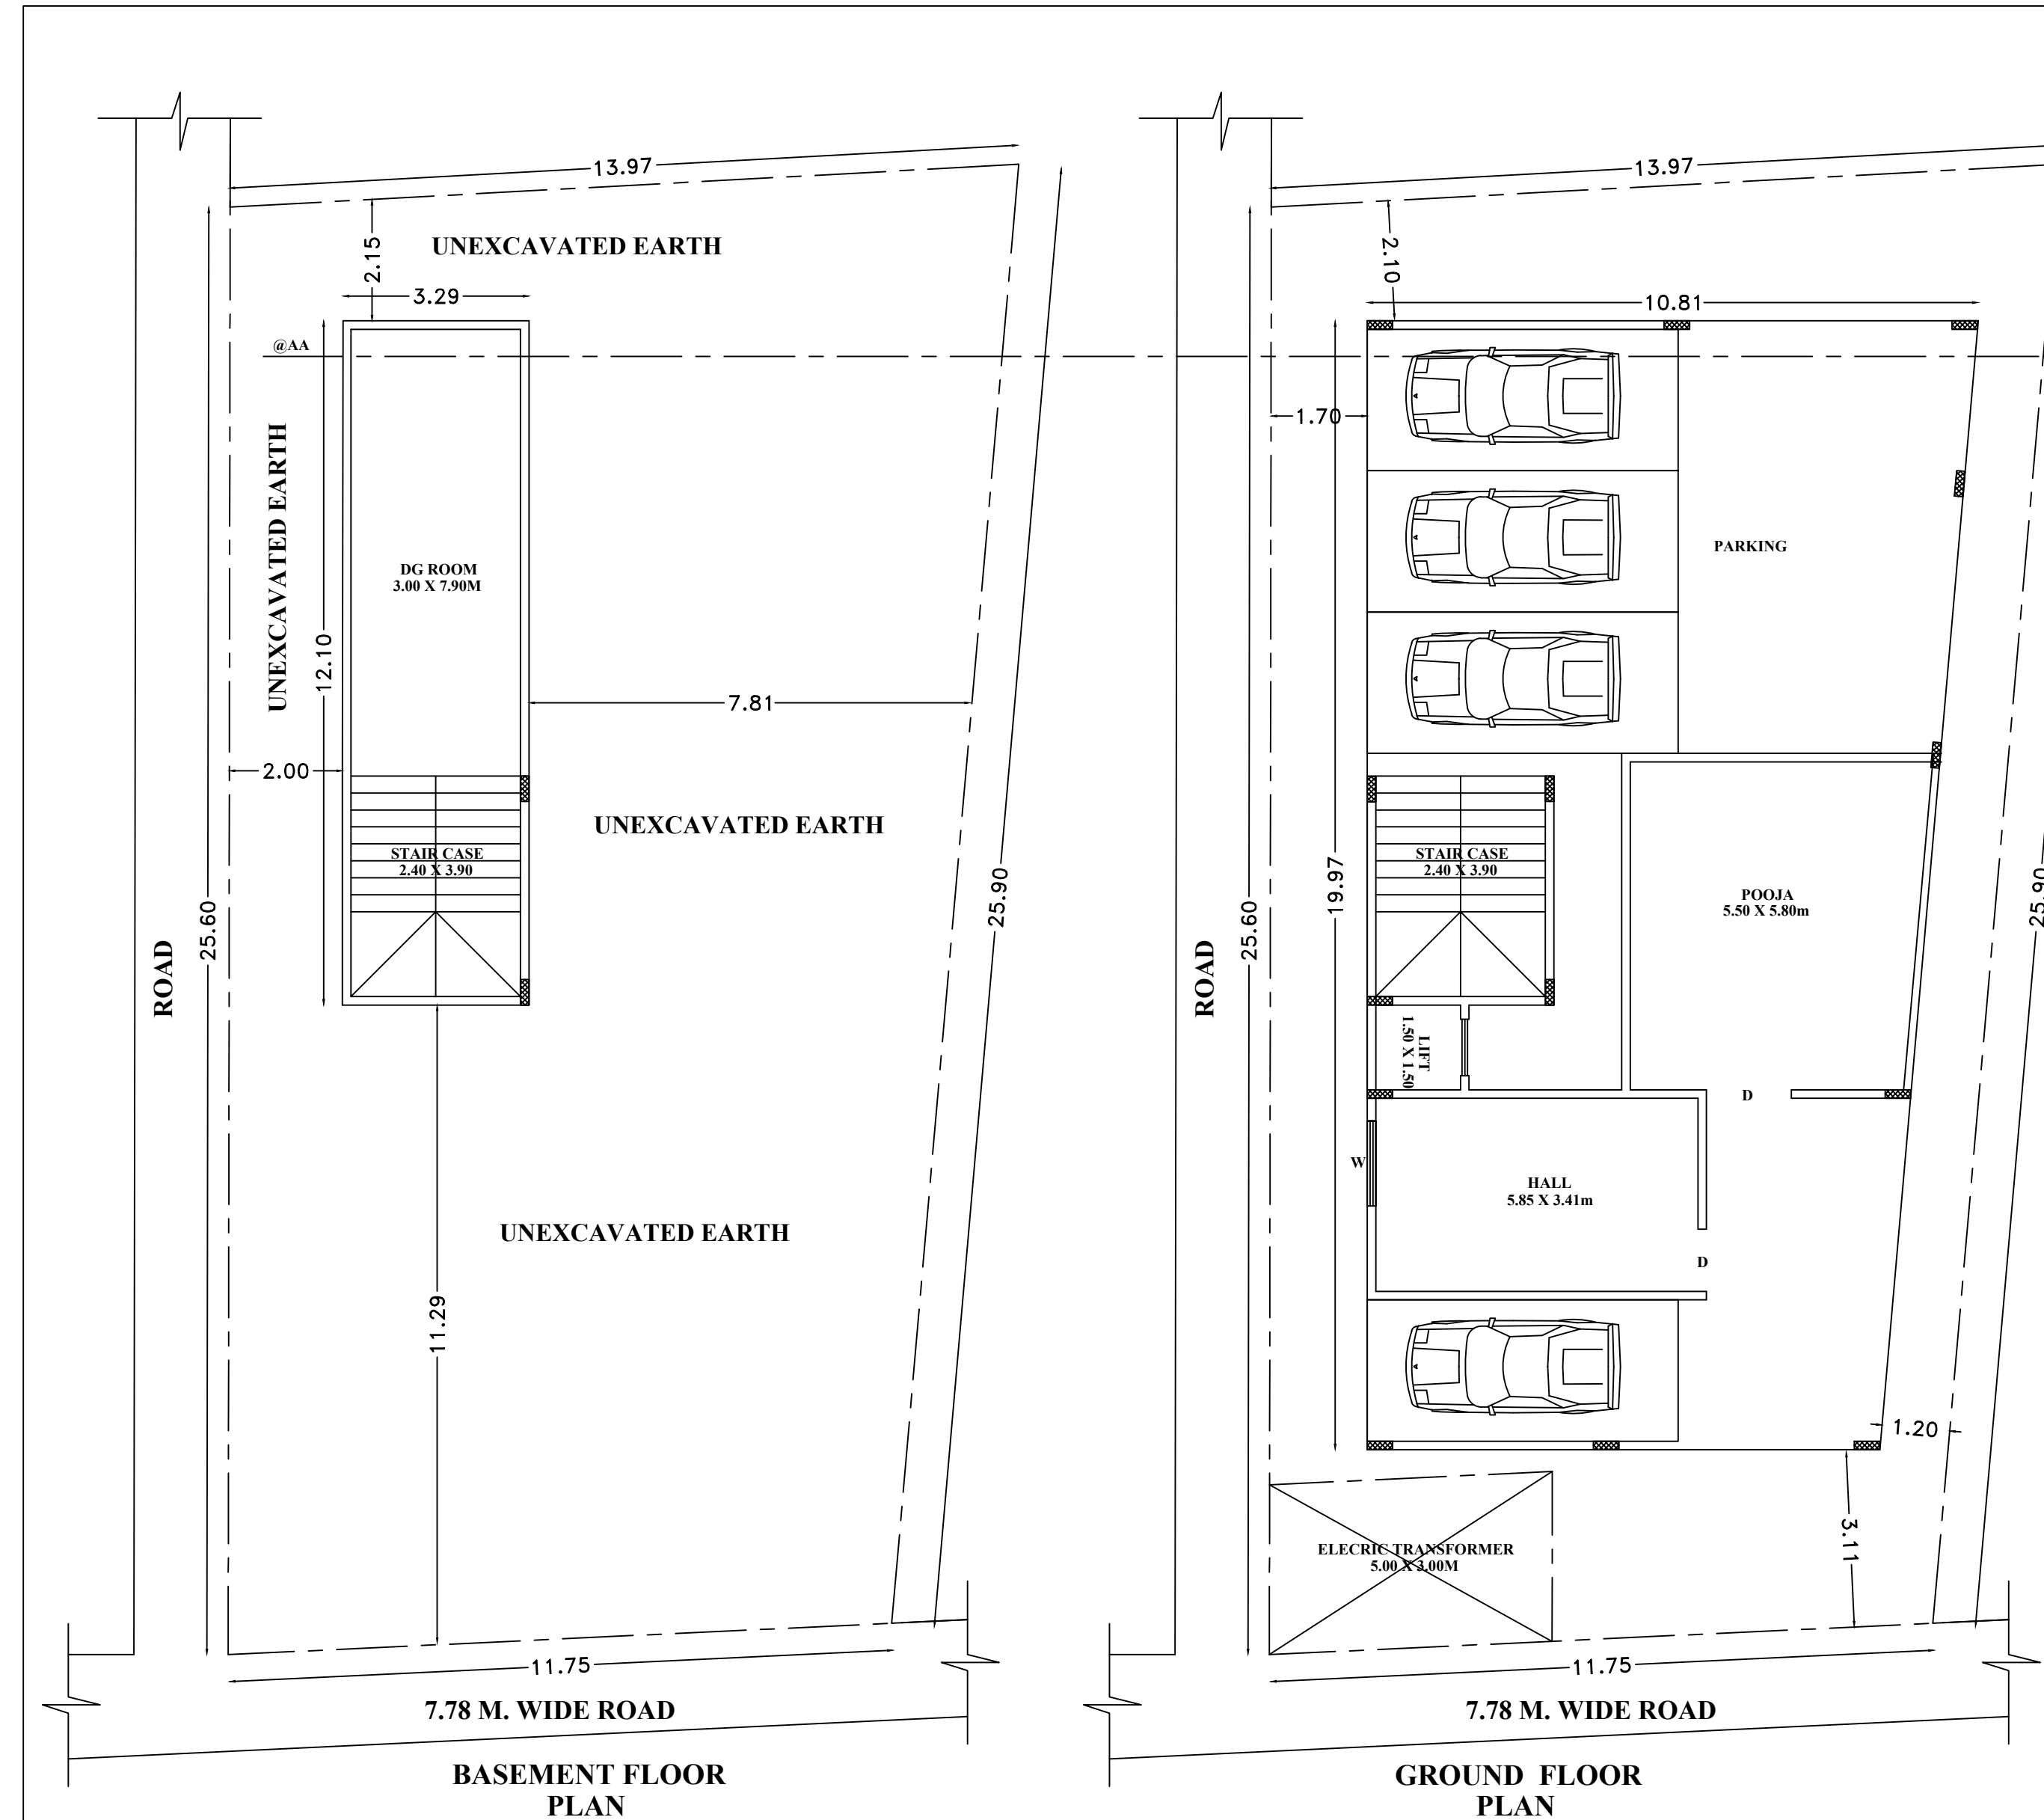 13.97
2.15
UNEXCAVATED EARTH
3.29
@AA
UNEXCAVATED EARTH
12.10
DG ROOM
3.00 X 7.90M
7.81
2.00
UNEXCAVATED EARTH
STAIR CASE
2.40 X 3.90
25.90
25.60
ROAD
UNEXCAVATED EARTH
11.29
11.75
7.78 M. WIDE ROAD
BASEMENT FLOOR
PLAN
13.97
2.10
10.81
1.70
PARKING
19.97
STAIR CASE
2.40 X 3.90
POOJA
5.50 X 5.80m
25.90
25.60
ROAD
LIFT
1.50 X 1.50
D
W
HALL
5.85 X 3.41m
D
1.20
3.11
ELECRIC TRANSFORMER
5.00 X 3.00M
11.75
7.78 M. WIDE ROAD
GROUND FLOOR
PLAN